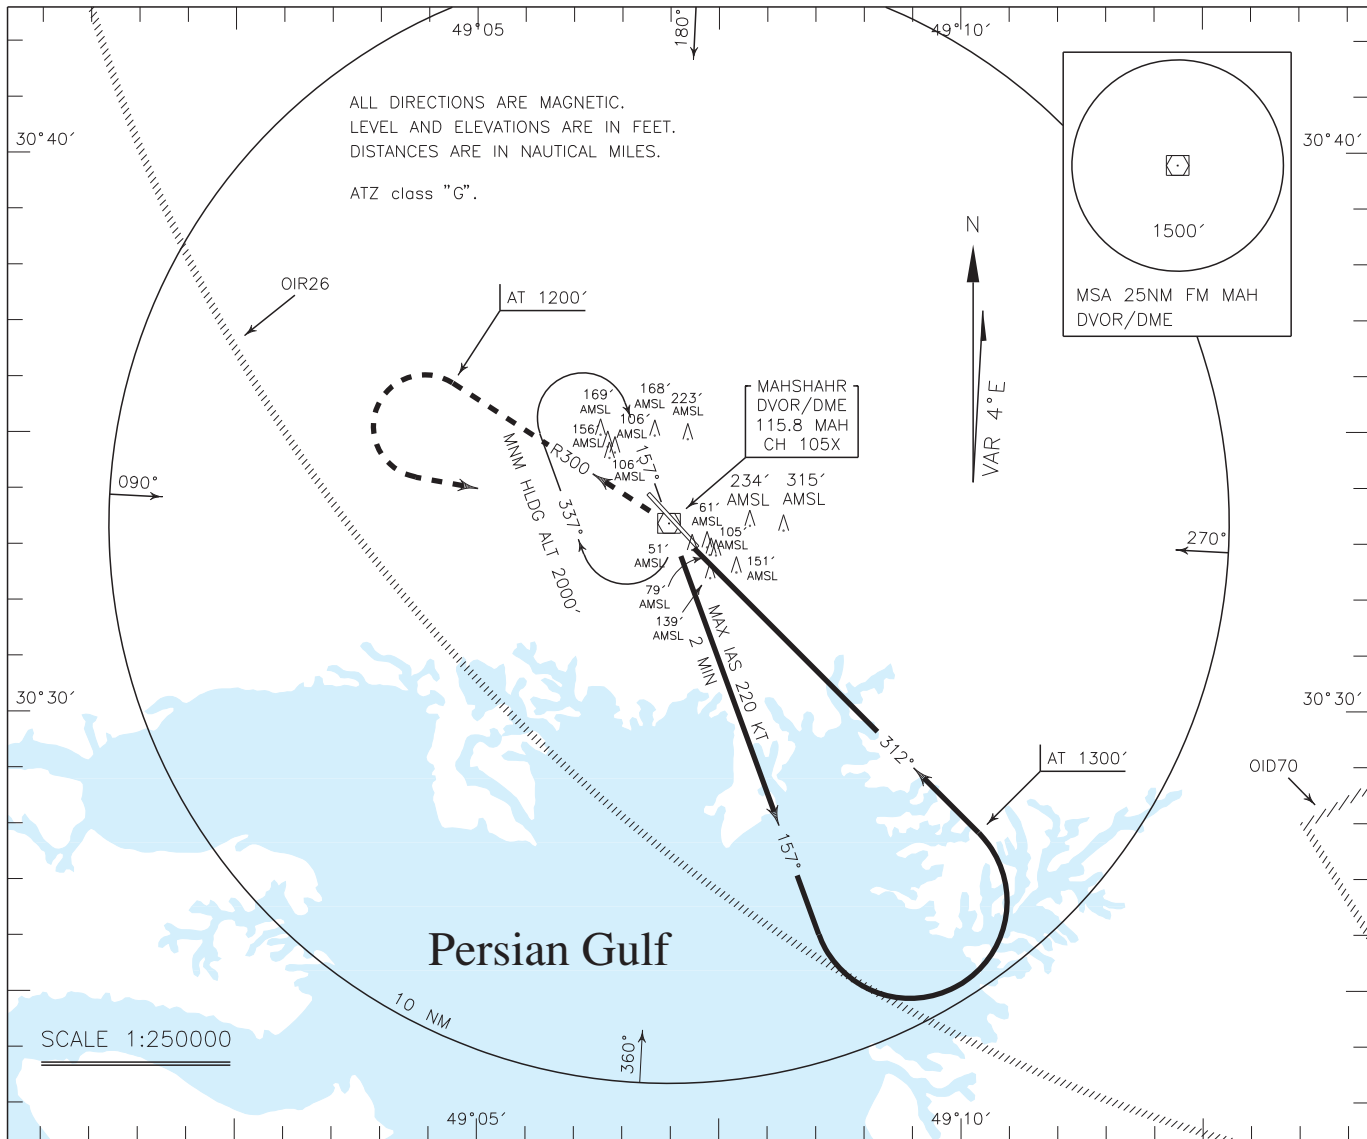 49°05
180°
49°10′
ALL DIRECTIONS ARE MAGNETIC.
LEVEL AND ELEVATIONS ARE IN FEET.
DISTANCES ARE IN NAUTICAL MILES.
ATZ class "G".
30°40′
30°40′
1500′
MSA 25NM FM MAH
DVOR/DME
N
VAR 4°E
OIR26
AT 1200′
MAHSHAHR
DVOR/DME
115.8 MAH
CH 105X
169′
AMSL
168′
AMSL
223′
AMSL
156′
AMSL
106′
AMSL
106′
AMSL
R300
157°
337°
MNM HLDG ALT 2000′
090°
234′
AMSL
315′
AMSL
61′
AMSL
105′
AMSL
51′
AMSL
151′
AMSL
79′
AMSL
139′
AMSL
270°
MAX IAS 220 KT
2 MIN
30°30′
30°30′
312°
AT 1300′
OID70
157°
Persian Gulf
10 NM
SCALE 1:250000
360°
49°05′
49°10′